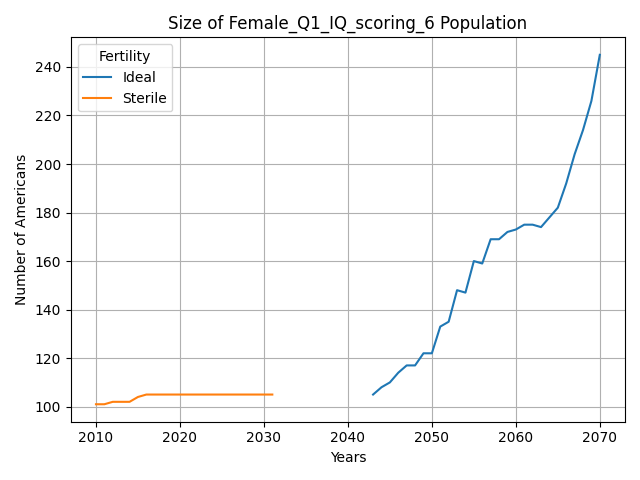 Size of Female_Q1_IQ_scoring_6 Population
Fertility
Ideal
Sterile
Number of Americans
240
220
200
180
160
140
120
100
2010 2020 2030 2040 2050 2060 2070
Years